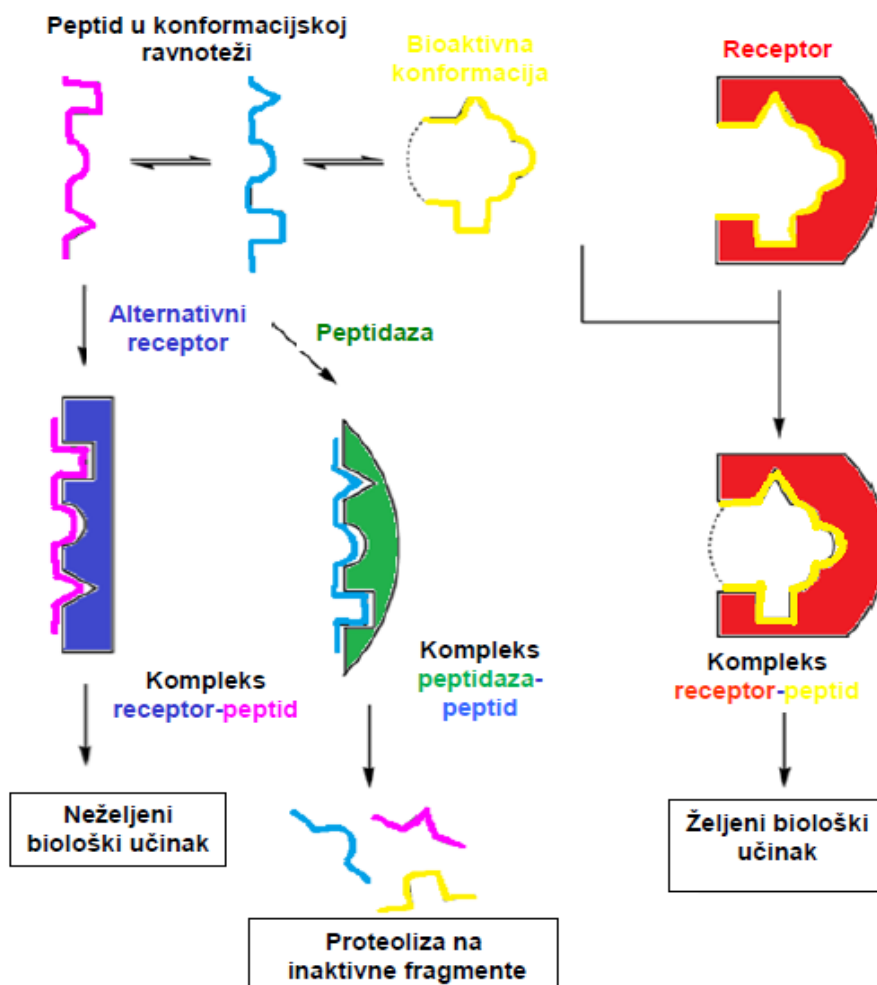 Peptid u konformacijskoj
ravnoteži
Bioaktivna
konformacija
Receptor
Alternativni
receptor
Peptidaza
Kompleks
receptor-peptid
Kompleks
peptidaza-
peptid
Kompleks
receptor-peptid
Neželjeni
biološki učinak
Željeni biološki
učinak
Proteoliza na
inaktivne fragmente